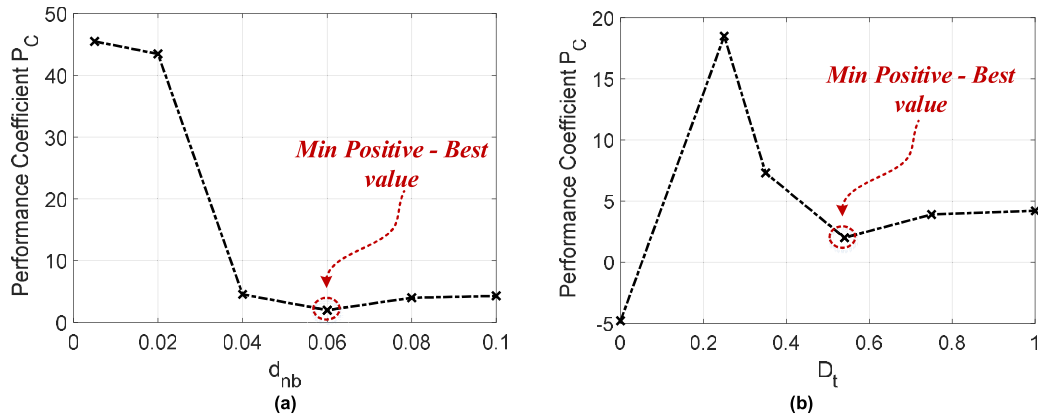 50
40
30
20
10
0
Performance Coefficient P_C
Min Positive - Best
value
0
0.02
0.04
0.06
0.08
0.1
d_nb
(a)
20
15
10
5
0
-5
Performance Coefficient P_C
Min Positive - Best
value
0
0.2
0.4
0.6
0.8
1
D_t
(b)